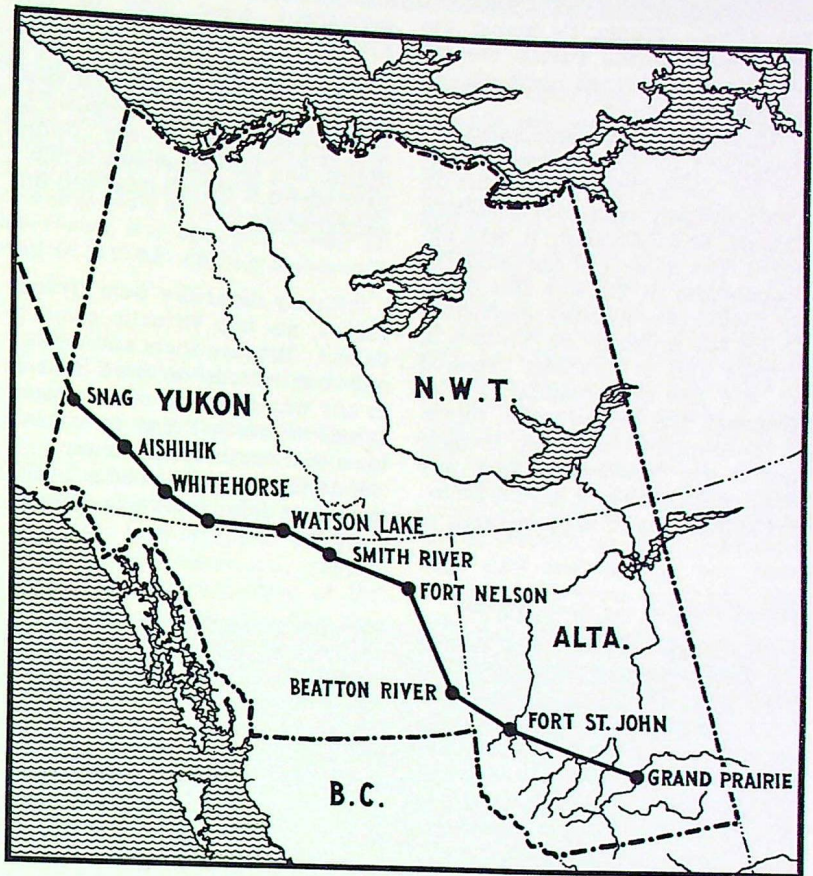 N.W.T.
SNAG
YUKON
AISHIHIK
WHITEHORSE
WATSON LAKE
SMITH RIVER
FORT NELSON
ALTA.
BEATTON RIVER
FORT ST. JOHN
GRAND PRAIRIE
B.C.